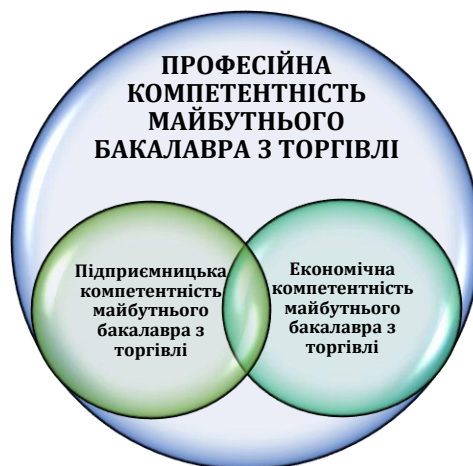 ПРОФЕСІЙНА
КОМПЕТЕНТНІСТЬ
МАЙБУТНЬОГО
БАКАЛАВРА З ТОРГІВЛІ
Підприємницька
компетентність
майбутнього
бакалавра з
торгівлі
Економічна
компетентність
майбутнього
бакалавра з
торгівлі